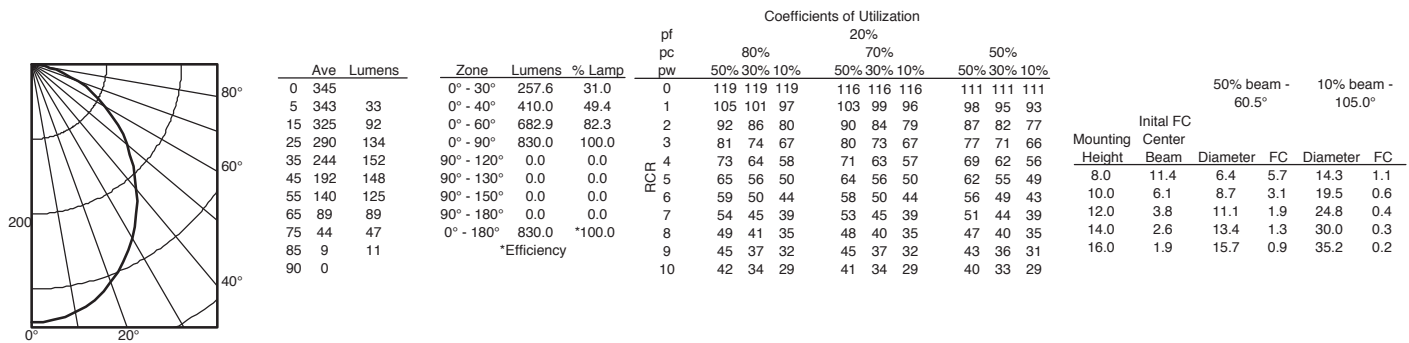 80°
60°
200
40°
0° 20°
Ave Lumens
0 345
5 343 33
15 325 92
25 290 134
35 244 152
45 192 148
55 140 125
65 89 89
75 44 47
85 9 11
90 0
Zone Lumens % Lamp
0° - 30° 257.6 31.0
0° - 40° 410.0 49.4
0° - 60° 682.9 82.3
0° - 90° 830.0 100.0
90° - 120° 0.0 0.0
90° - 130° 0.0 0.0
90° - 150° 0.0 0.0
90° - 180° 0.0 0.0
0° - 180° 830.0 *100.0
*Efficiency
Coefficients of Utilization
pf 20%
pc 80% 70% 50%
pw 50% 30% 10% 50% 30% 10% 50% 30% 10%
RCR
0 119 119 119 116 116 116 111 111 111
1 105 101 97 103 99 96 98 95 93
2 92 86 80 90 84 79 87 82 77
3 81 74 67 80 73 67 77 71 66
4 73 64 58 71 63 57 69 62 56
5 65 56 50 64 56 50 62 55 49
6 59 50 44 58 50 44 56 49 43
7 54 45 39 53 45 39 51 44 39
8 49 41 35 48 40 35 47 40 35
9 45 37 32 45 37 32 43 36 31
10 42 34 29 41 34 29 40 33 29
50% beam - 10% beam -
60.5° 105.0°
Inital FC
Mounting Center
Height Beam Diameter FC Diameter FC
8.0 11.4 6.4 5.7 14.3 1.1
10.0 6.1 8.7 3.1 19.5 0.6
12.0 3.8 11.1 1.9 24.8 0.4
14.0 2.6 13.4 1.3 30.0 0.3
16.0 1.9 15.7 0.9 35.2 0.2